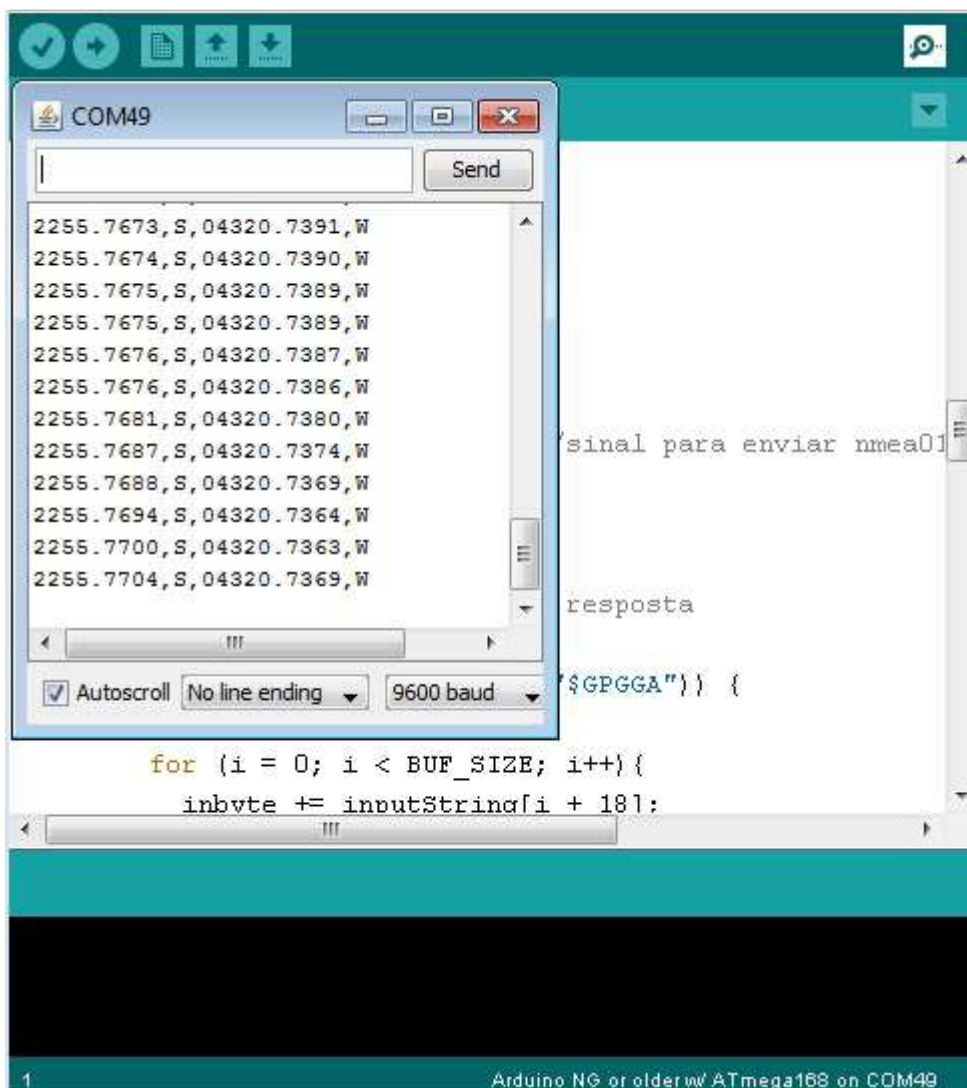 COM49
Send
2255.7673,S,04320.7391,W
2255.7674,S,04320.7390,W
2255.7675,S,04320.7389,W
2255.7675,S,04320.7389,W
2255.7676,S,04320.7387,W
2255.7676,S,04320.7386,W
2255.7681,S,04320.7380,W
2255.7687,S,04320.7374,W
2255.7688,S,04320.7369,W
2255.7694,S,04320.7364,W
2255.7700,S,04320.7363,W
2255.7704,S,04320.7369,W
Autoscroll No line ending 9600 baud
/sinal para enviar nmea01
resposta
"$GPGGA")) {
for (i = 0; i < BUF_SIZE; i++){
inbyte += inputString[i + 18];
1 Arduino NG or older w/ ATmega168 on COM49